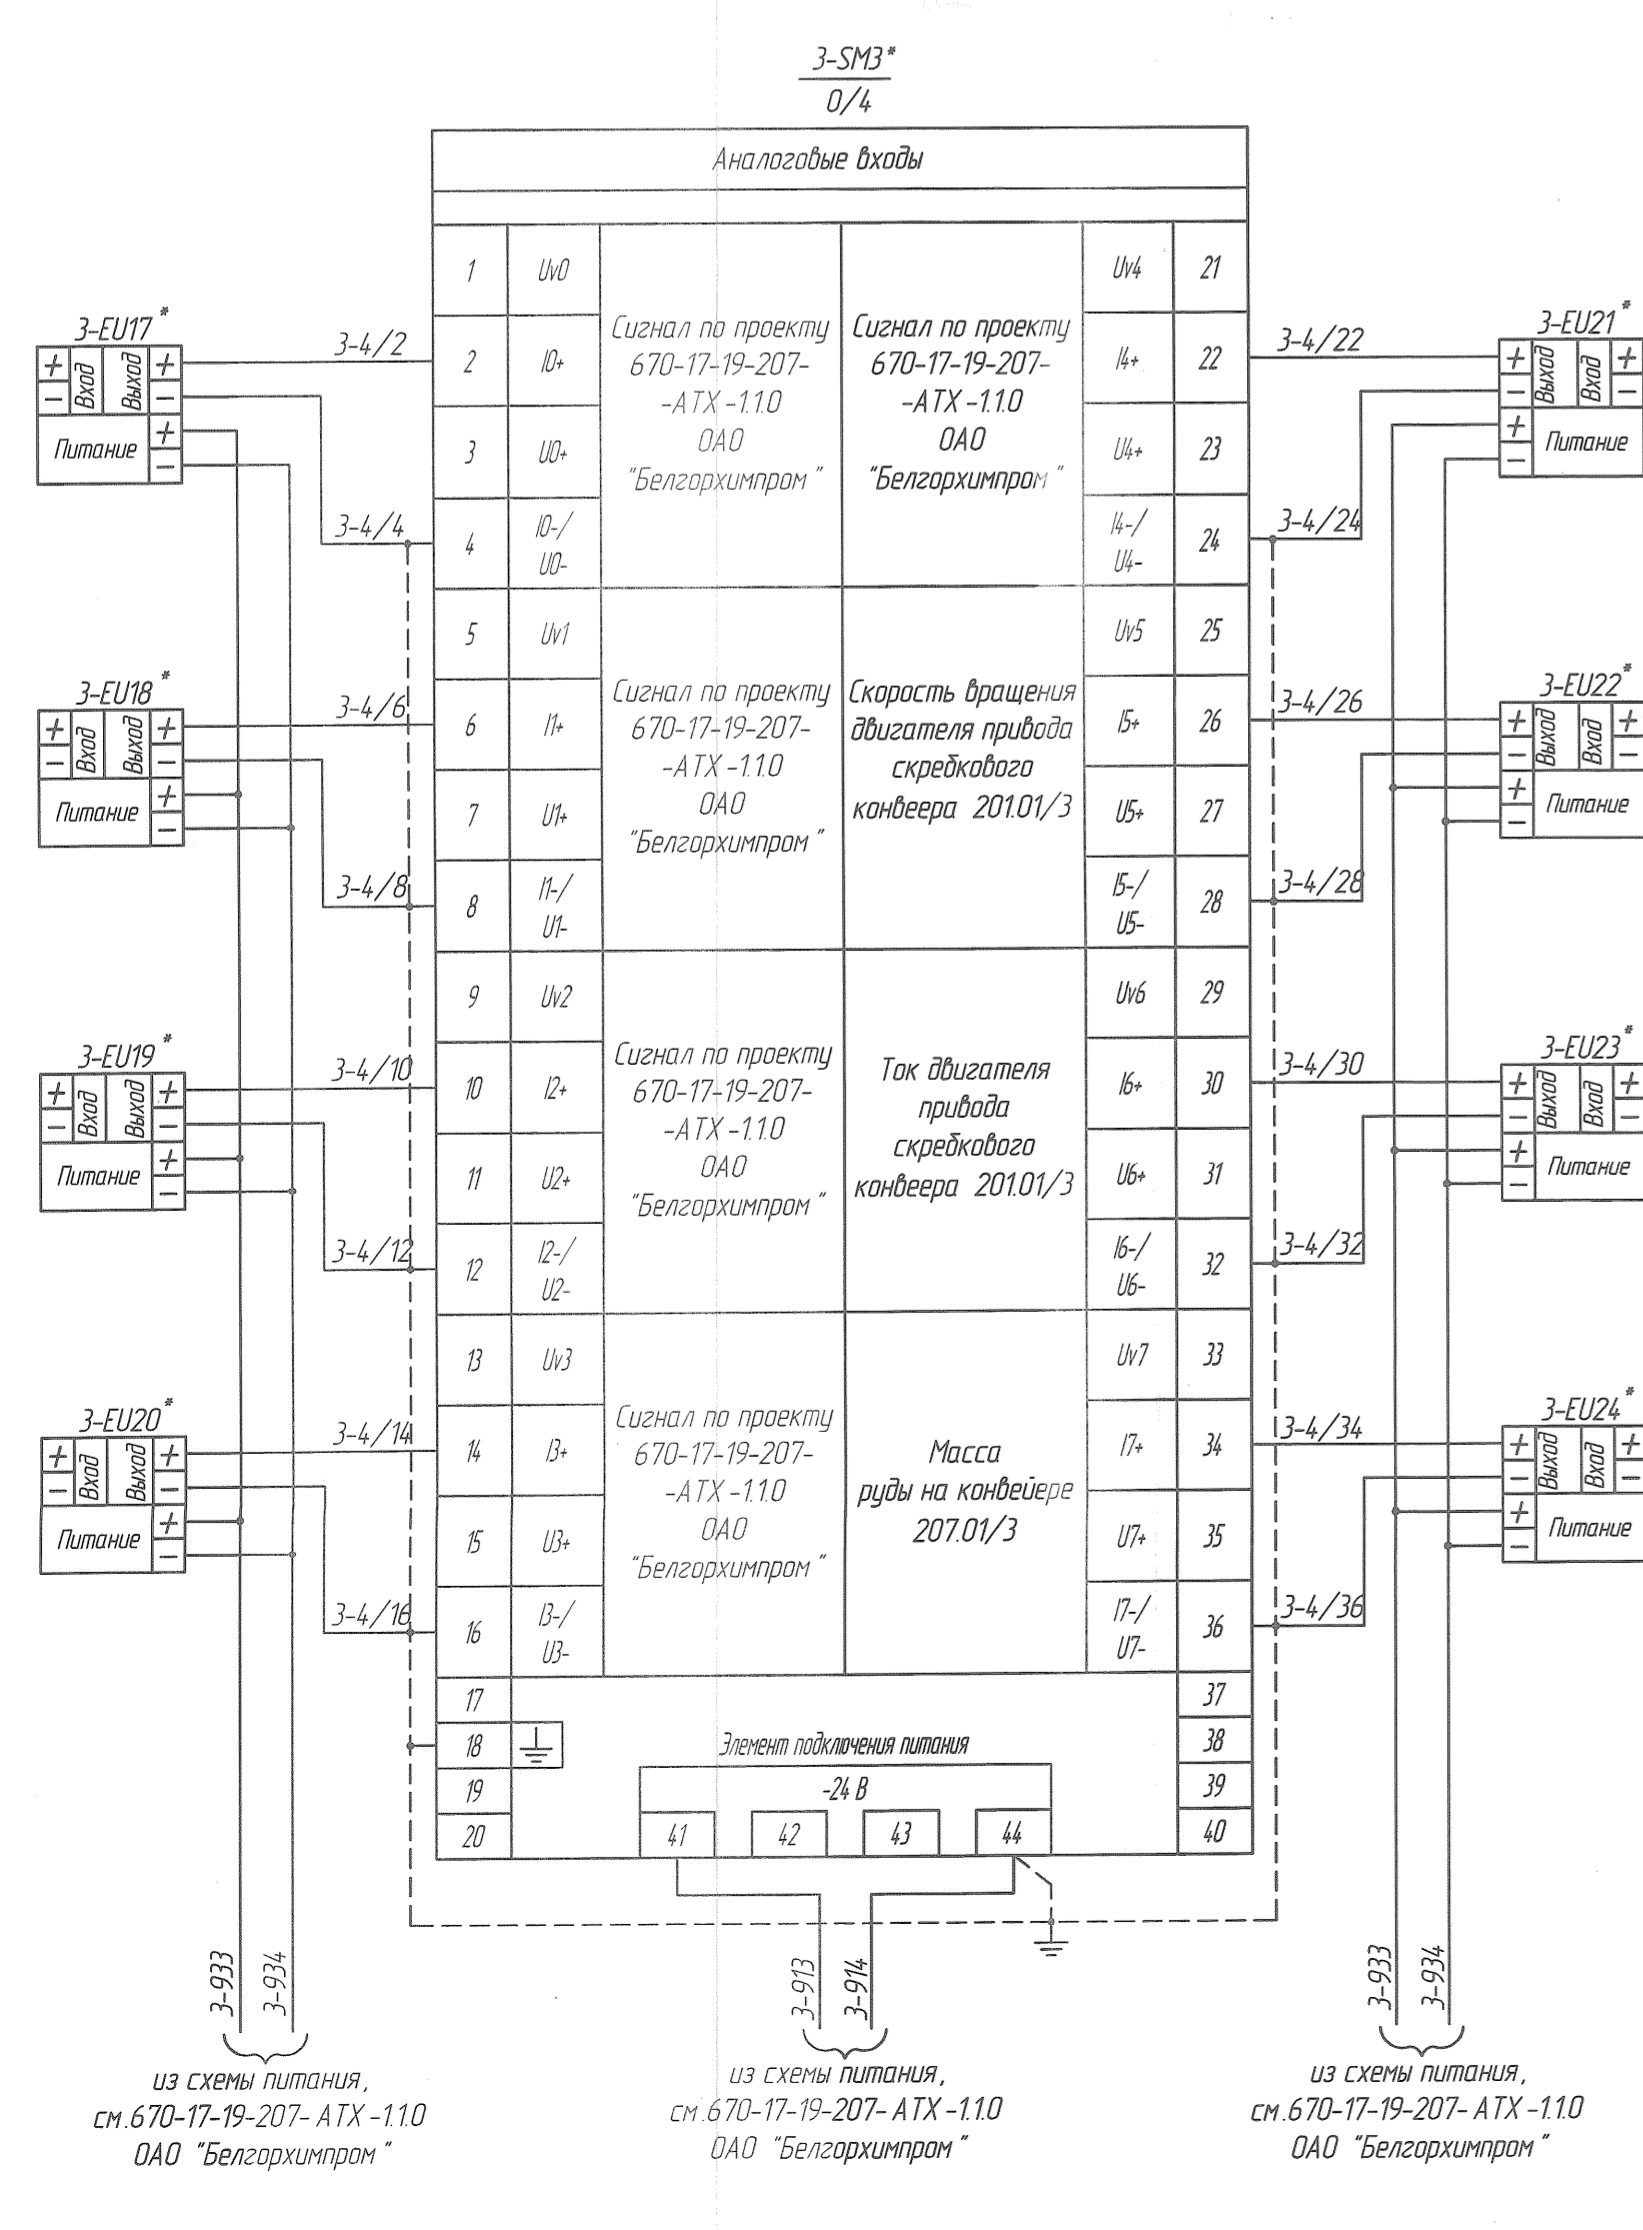 3-SM3*
0/4
Аналоговые входы
1 Uv0
2 I0+
3 U0+
4 I0-/
U0-
Сигнал по проекту
670-17-19-207-
-АТХ-1.1.0
ОАО
"Белгорхимпром"
Сигнал по проекту
670-17-19-207-
-АТХ-1.1.0
ОАО
"Белгорхимпром"
Uv4 21
I4+ 22
U4+ 23
I4-/ 24
U4-
5 Uv1
6 I1+
7 U1+
8 I1-/
U1-
Сигнал по проекту
670-17-19-207-
-АТХ-1.1.0
ОАО
"Белгорхимпром"
Скорость вращения
двигателя привода
скребкового
конвеера 201.01/3
Uv5 25
I5+ 26
U5+ 27
I5-/ 28
U5-
9 Uv2
10 I2+
11 U2+
12 I2-/
U2-
Сигнал по проекту
670-17-19-207-
-АТХ-1.1.0
ОАО
"Белгорхимпром"
Ток двигателя
привода
скребкового
конвеера 201.01/3
Uv6 29
I6+ 30
U6+ 31
I6-/ 32
U6-
13 Uv3
14 I3+
15 U3+
16 I3-/
U3-
Сигнал по проекту
670-17-19-207-
-АТХ-1.1.0
ОАО
"Белгорхимпром"
Масса
руды на конвейере
207.01/3
Uv7 33
I7+ 34
U7+ 35
I7-/ 36
U7-
17
18
19
20
37
38
39
40
Элемент подключения питания
-24 В
41 42 43 44
3-EU17*
+ Вход Выход +
- -
Питание +
-
3-4/2
3-4/4
3-EU18*
+ Вход Выход +
- -
Питание +
-
3-4/6
3-4/8
3-EU19*
+ Вход Выход +
- -
Питание +
-
3-4/10
3-4/12
3-EU20*
+ Вход Выход +
- -
Питание +
-
3-4/14
3-4/16
3-EU21*
+ Выход Вход +
- -
+ Питание
-
3-4/22
3-4/24
3-EU22*
+ Выход Вход +
- -
+ Питание
-
3-4/26
3-4/28
3-EU23*
+ Выход Вход +
- -
+ Питание
-
3-4/30
3-4/32
3-EU24*
+ Выход Вход +
- -
+ Питание
-
3-4/34
3-4/36
3-933
3-934
из схемы питания,
см.670-17-19-207-АТХ-1.1.0
ОАО "Белгорхимпром"
3-913
3-914
из схемы питания,
см.670-17-19-207-АТХ-1.1.0
ОАО "Белгорхимпром"
3-933
3-934
из схемы питания,
см.670-17-19-207-АТХ-1.1.0
ОАО "Белгорхимпром"